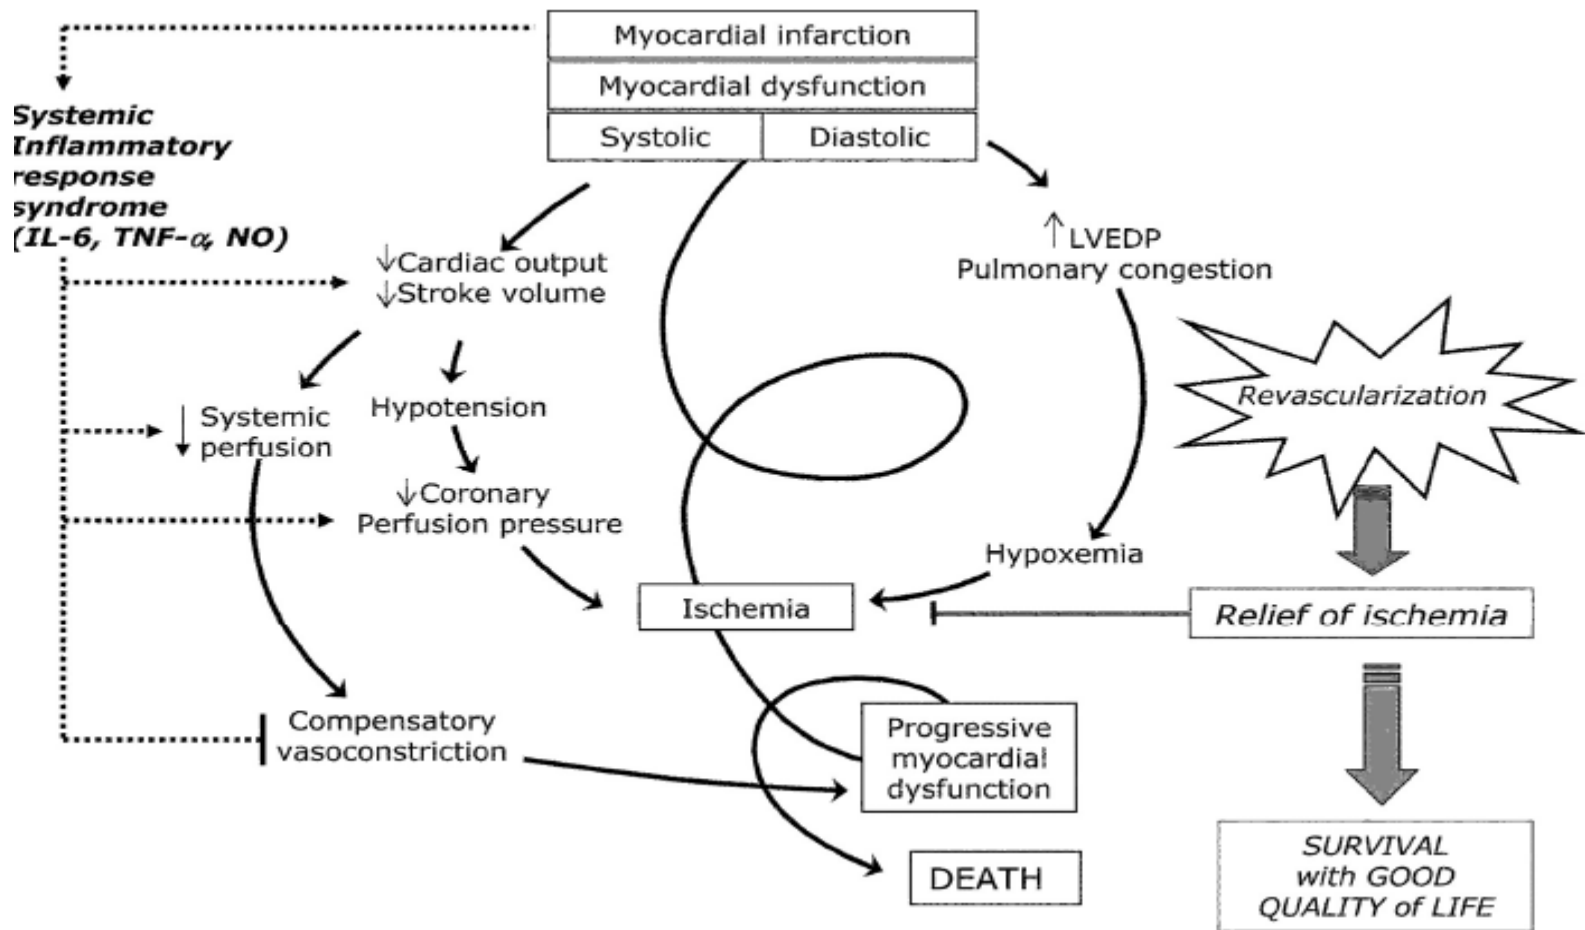 Myocardial infarction
Myocardial dysfunction
Systolic
Diastolic
Systemic
Inflammatory
response
syndrome
(IL-6, TNF-α, NO)
↓Cardiac output
↓Stroke volume
↑LVEDP
Pulmonary congestion
Revascularization
↓ Systemic
perfusion
Hypotension
↓Coronary
Perfusion pressure
Hypoxemia
Ischemia
Relief of ischemia
Compensatory
vasoconstriction
Progressive
myocardial
dysfunction
DEATH
SURVIVAL
with GOOD
QUALITY of LIFE